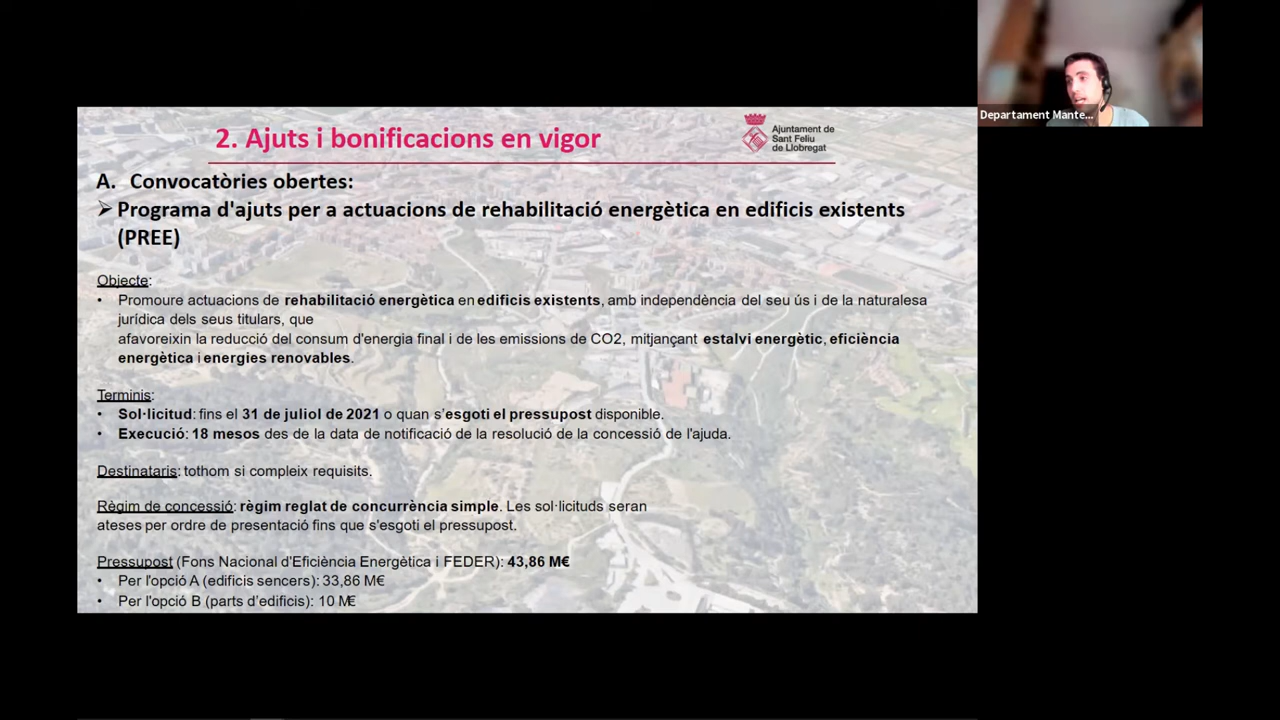 2. Ajuts i bonificacions en vigor
Ajuntament de
Sant Feliu
de Llobregat
A. Convocatòries obertes:
➢ Programa d'ajuts per a actuacions de rehabilitació energètica en edificis existents
(PREE)
Objecte:
• Promoure actuacions de rehabilitació energètica en edificis existents, amb independència del seu ús i de la naturalesa
jurídica dels seus titulars, que
afavoreixin la reducció del consum d'energia final i de les emissions de CO2, mitjançant estalvi energètic, eficiència
energètica i energies renovables.
Terminis:
• Sol·licitud: fins el 31 de juliol de 2021 o quan s'esgoti el pressupost disponible.
• Execució: 18 mesos des de la data de notificació de la resolució de la concessió de l'ajuda.
Destinataris: tothom si compleix requisits.
Règim de concessió: règim reglat de concurrència simple. Les sol·licituds seran
ateses per ordre de presentació fins que s'esgoti el pressupost.
Pressupost (Fons Nacional d'Eficiència Energètica i FEDER): 43,86 M€
• Per l'opció A (edificis sencers): 33,86 M€
• Per l'opció B (parts d'edificis): 10 M€
Departament Mante...